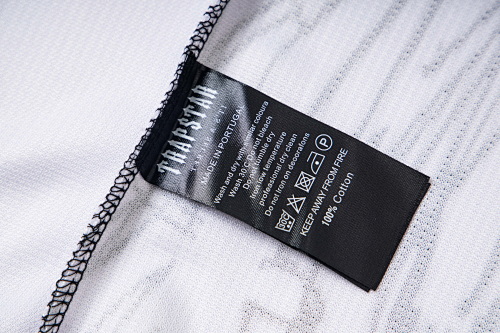 TRAPSTAR
MADE IN PORTUGAL
Wash and dry with similar colours
Wash 30°C Do not bleach
Do not tumble dry
Iron low temperature
professional dry clean
Do not Iron on decorations
30C P
KEEP AWAY FROM FIRE
100% Cotton